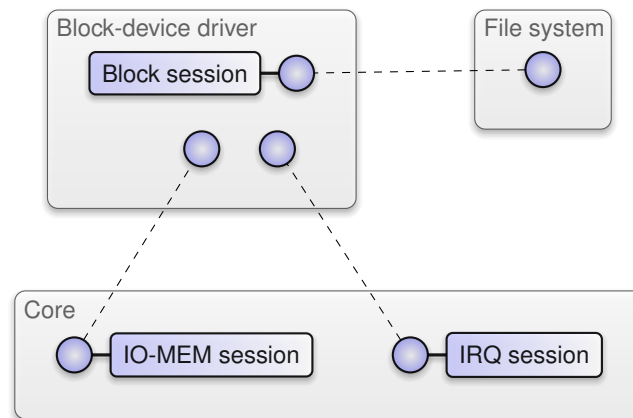 Block-device driver
File system
Block session
Core
IO-MEM session
IRQ session